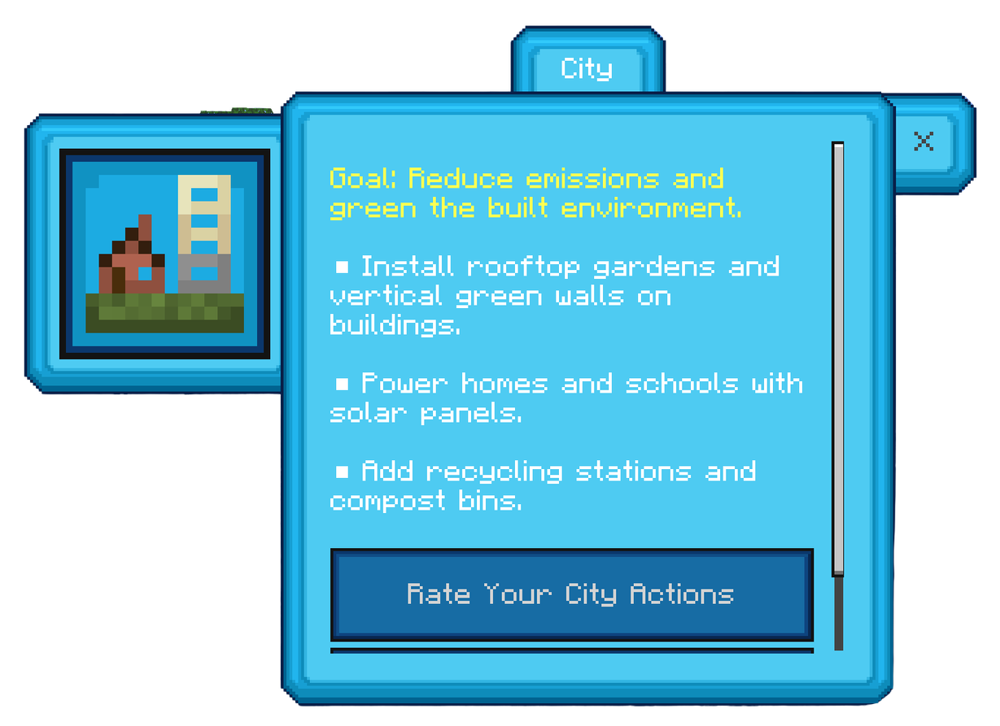 City
×
Goal: Reduce emissions and
green the built environment.
▪ Install rooftop gardens and
vertical green walls on
buildings.
▪ Power homes and schools with
solar panels.
▪ Add recycling stations and
compost bins.
Rate Your City Actions